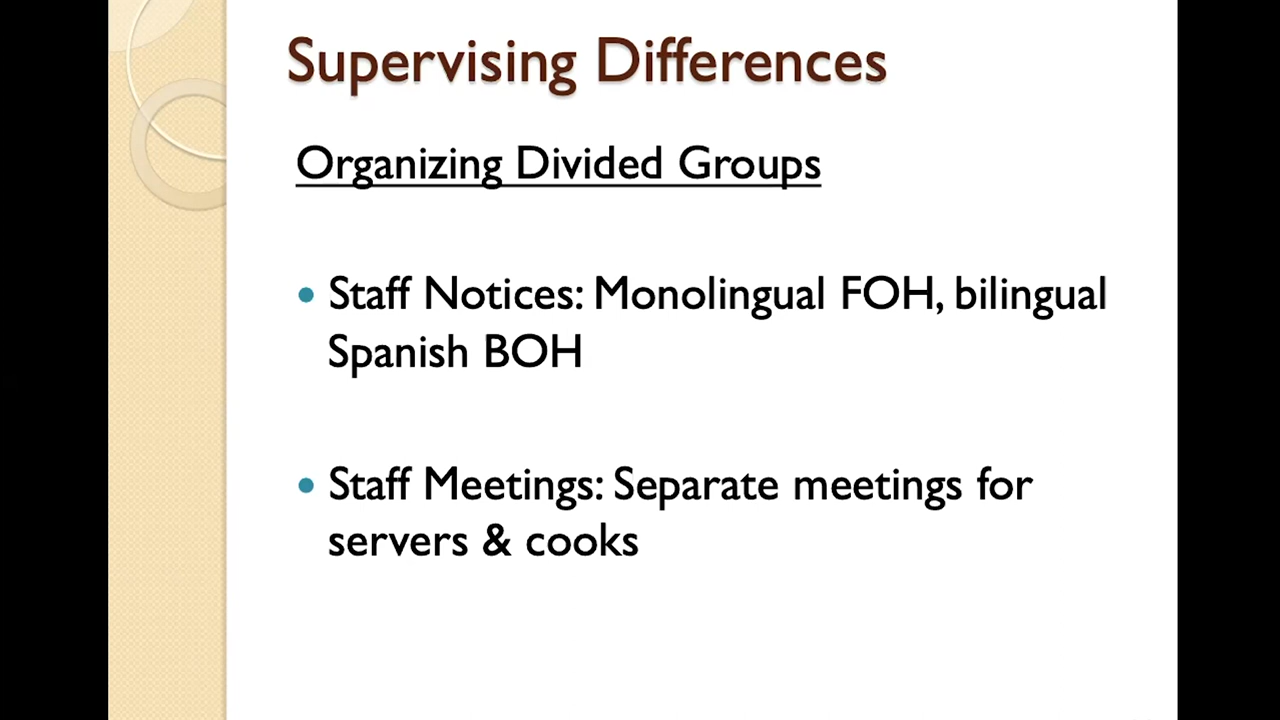 Supervising Differences
Organizing Divided Groups
• Staff Notices: Monolingual FOH, bilingual
Spanish BOH
• Staff Meetings: Separate meetings for
servers & cooks